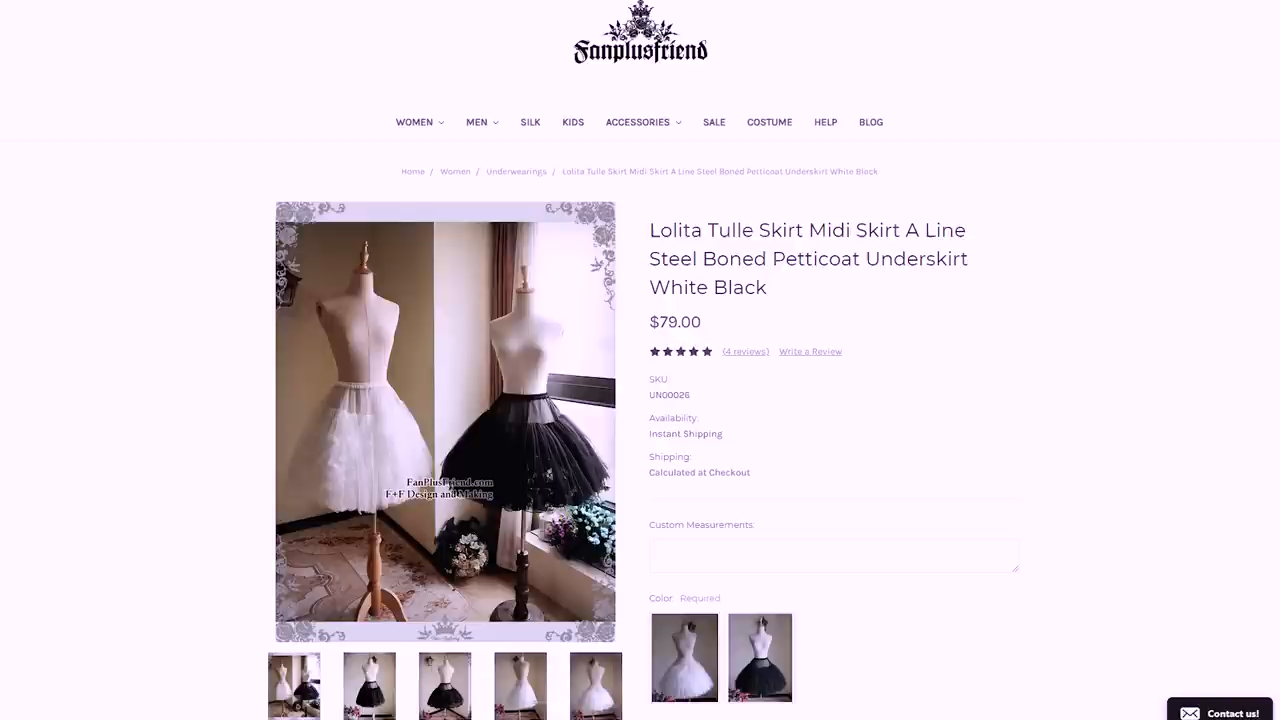 Fanplusfriend
WOMEN MEN SILK KIDS ACCESSORIES SALE COSTUME HELP BLOG
Home / Women / Underwearings / Lolita Tulle Skirt Midi Skirt A Line Steel Boned Petticoat Underskirt White Black
Lolita Tulle Skirt Midi Skirt A Line
Steel Boned Petticoat Underskirt
White Black
$79.00
(4 reviews) Write a Review
SKU:
UN00026
Availability:
Instant Shipping
Shipping:
Calculated at Checkout
FanPlusFriend.com
F+F Design and Making
Custom Measurements:
Color: Required
Contact us!